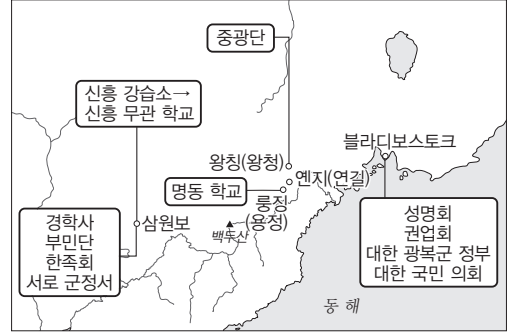 중광단
신흥 강습소→
신흥 무관 학교
블라디보스토크
왕칭(왕청)
옌지(연길)
명동 학교
룽징
(용정)
경학사
부민단
한족회
서로 군정서
삼원보
백두산
성명회
권업회
대한 광복군 정부
대한 국민 의회
동해